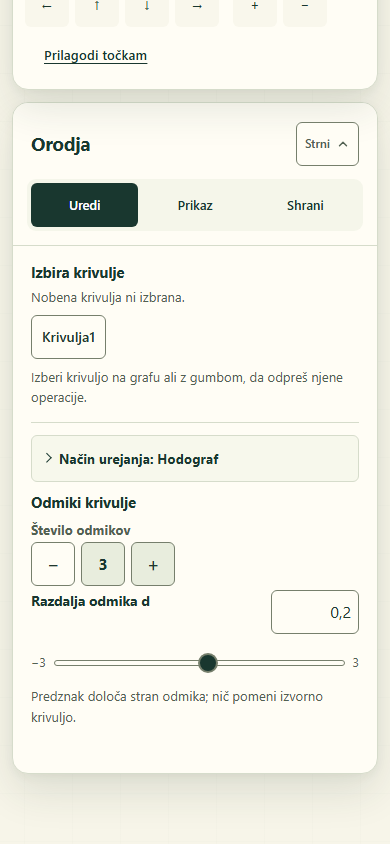 ← ↑ ↓ → + −
Prilagodi točkam
Orodja
Strni
Uredi Prikaz Shrani
Izbira krivulje
Nobena krivulja ni izbrana.
Krivulja1
Izberi krivuljo na grafu ali z gumbom, da odpreš njene
operacije.
Način urejanja: Hodograf
Odmiki krivulje
Število odmikov
− 3 +
Razdalja odmika d
0,2
−3 3
Predznak določa stran odmika; nič pomeni izvorno
krivuljo.